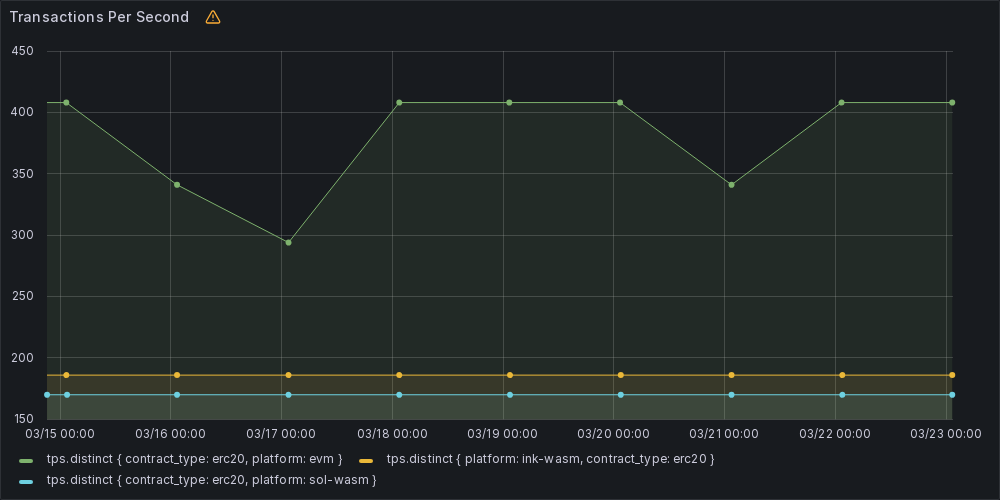 Transactions Per Second
450
400
350
300
250
200
150
03/15 00:00 03/16 00:00 03/17 00:00 03/18 00:00 03/19 00:00 03/20 00:00 03/21 00:00 03/22 00:00 03/23 00:00
tps.distinct { contract_type: erc20, platform: evm } tps.distinct { platform: ink-wasm, contract_type: erc20 }
tps.distinct { contract_type: erc20, platform: sol-wasm }